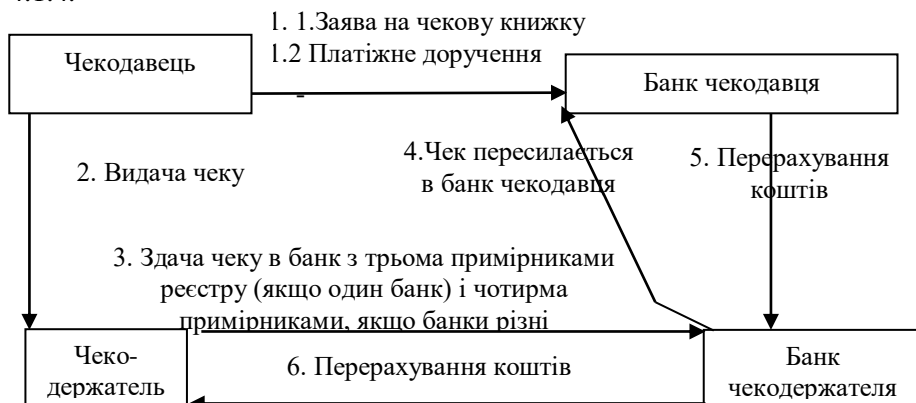 1. 1.Заява на чекову книжку
1.2 Платіжне доручення
Чекодавець
Банк чекодавця
2. Видача чеку
4.Чек пересилається
в банк чекодавця
5. Перерахування
коштів
3. Здача чеку в банк з трьома примірниками
реєстру (якщо один банк) і чотирма
примірниками, якщо банки різні
Чеко-
держатель
6. Перерахування коштів
Банк
чекодержателя